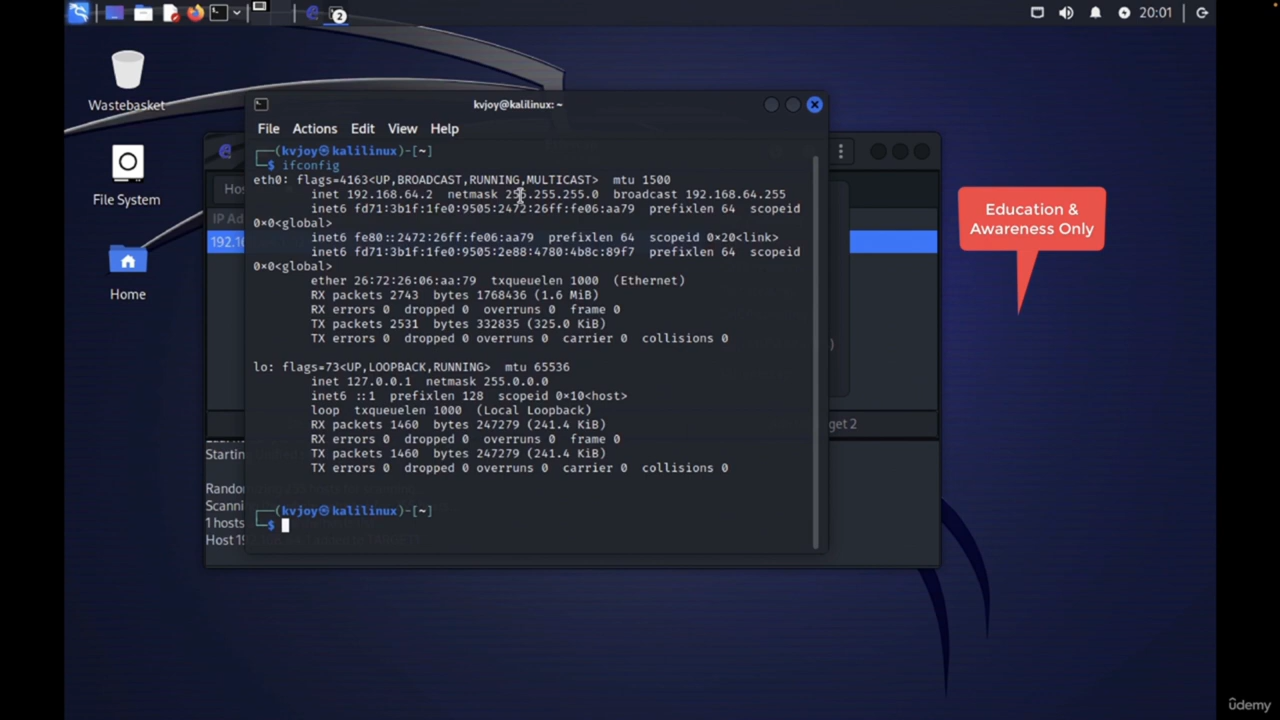 2
20:01
Wastebasket
File System
Home
kvjoy@kalilinux: ~
File Actions Edit View Help
┌──(kvjoy㉿kalilinux)-[~]
└─$ ifconfig
eth0: flags=4163<UP,BROADCAST,RUNNING,MULTICAST> mtu 1500
inet 192.168.64.2 netmask 255.255.255.0 broadcast 192.168.64.255
inet6 fd71:3b1f:1fe0:9505:2472:26ff:fe06:aa79 prefixlen 64 scopeid
0×0<global>
inet6 fe80::2472:26ff:fe06:aa79 prefixlen 64 scopeid 0×20<link>
inet6 fd71:3b1f:1fe0:9505:2e88:4780:4b8c:89f7 prefixlen 64 scopeid
0×0<global>
ether 26:72:26:06:aa:79 txqueuelen 1000 (Ethernet)
RX packets 2743 bytes 1768436 (1.6 MiB)
RX errors 0 dropped 0 overruns 0 frame 0
TX packets 2531 bytes 332835 (325.0 KiB)
TX errors 0 dropped 0 overruns 0 carrier 0 collisions 0
lo: flags=73<UP,LOOPBACK,RUNNING> mtu 65536
inet 127.0.0.1 netmask 255.0.0.0
inet6 ::1 prefixlen 128 scopeid 0×10<host>
loop txqueuelen 1000 (Local Loopback)
RX packets 1460 bytes 247279 (241.4 KiB)
RX errors 0 dropped 0 overruns 0 frame 0
TX packets 1460 bytes 247279 (241.4 KiB)
TX errors 0 dropped 0 overruns 0 carrier 0 collisions 0
┌──(kvjoy㉿kalilinux)-[~]
└─$
Hos
IP Ad
192.16
get 2
Starting
Random
Scanni
1 hosts
Host 19
Education &
Awareness Only
ûdemy